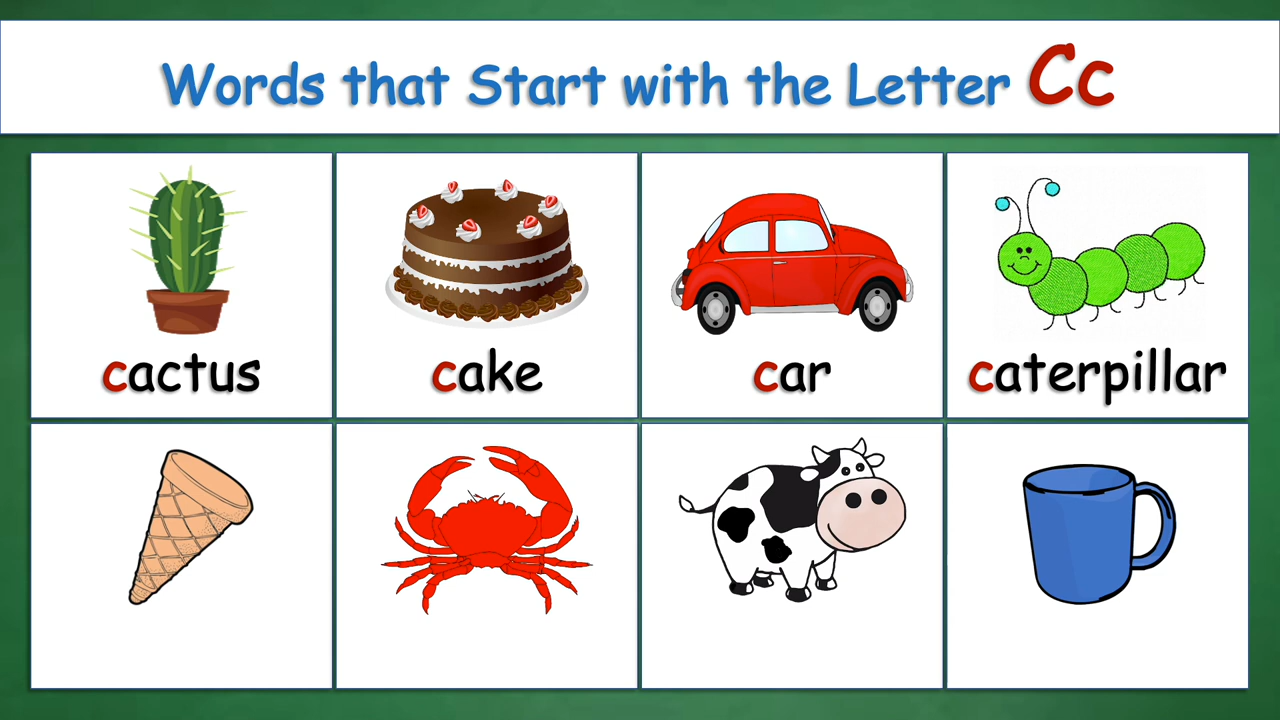 Words that Start with the Letter Cc
cactus
cake
car
caterpillar